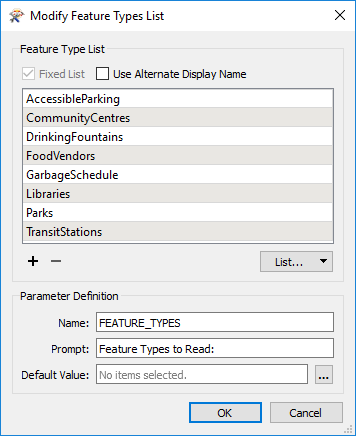 Modify Feature Types List
Feature Type List
Fixed List Use Alternate Display Name
AccessibleParking
CommunityCentres
DrinkingFountains
FoodVendors
GarbageSchedule
Libraries
Parks
TransitStations
List...
Parameter Definition
Name: FEATURE_TYPES
Prompt: Feature Types to Read:
Default Value: No items selected. ...
OK Cancel